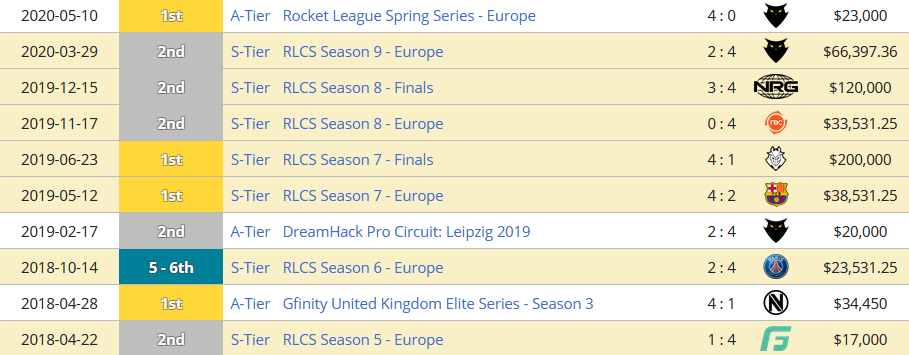 2020-05-10 1st A-Tier Rocket League Spring Series - Europe 4 : 0 $23,000
2020-03-29 2nd S-Tier RLCS Season 9 - Europe 2 : 4 $66,397.36
2019-12-15 2nd S-Tier RLCS Season 8 - Finals 3 : 4 NRG $120,000
2019-11-17 2nd S-Tier RLCS Season 8 - Europe 0 : 4 $33,531.25
2019-06-23 1st S-Tier RLCS Season 7 - Finals 4 : 1 $200,000
2019-05-12 1st S-Tier RLCS Season 7 - Europe 4 : 2 $38,531.25
2019-02-17 2nd A-Tier DreamHack Pro Circuit: Leipzig 2019 2 : 4 $20,000
2018-10-14 5 - 6th S-Tier RLCS Season 6 - Europe 2 : 4 $23,531.25
2018-04-28 1st A-Tier Gfinity United Kingdom Elite Series - Season 3 4 : 1 $34,450
2018-04-22 2nd S-Tier RLCS Season 5 - Europe 1 : 4 $17,000